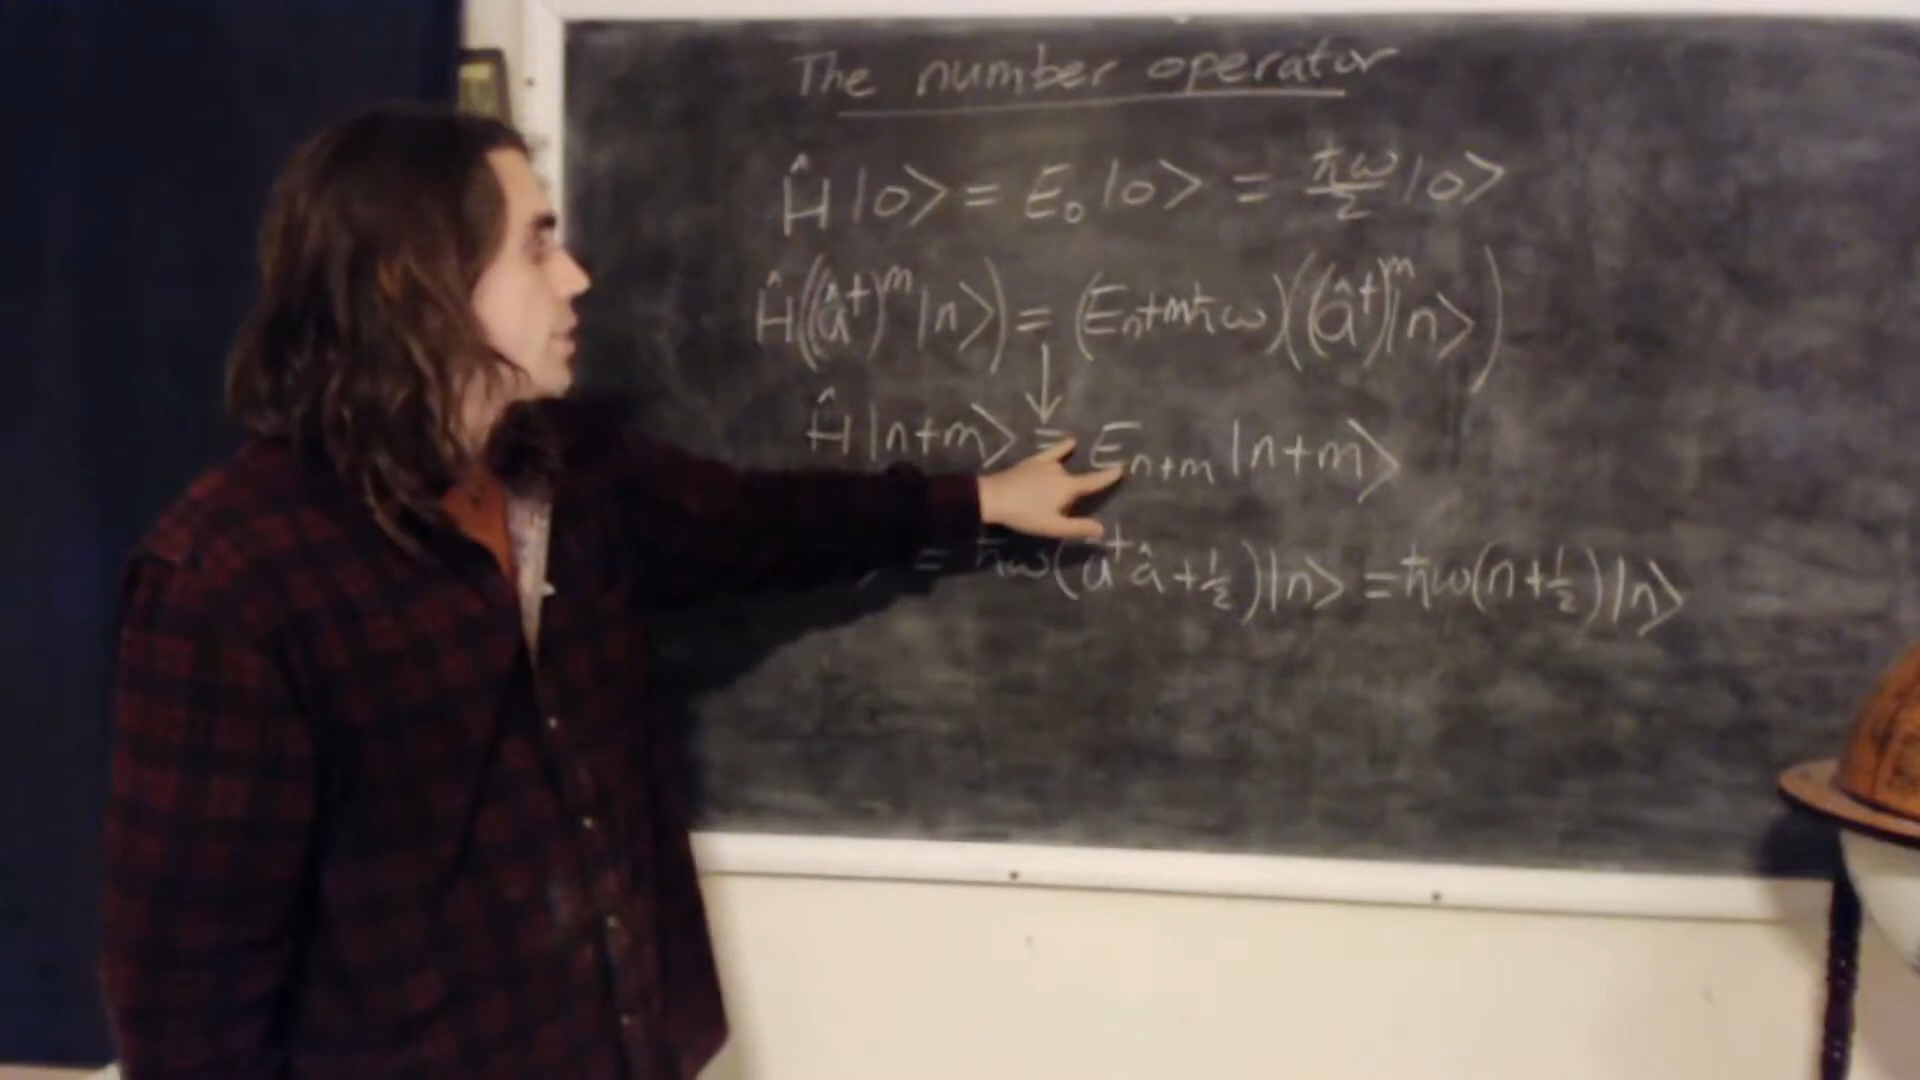 The number operator
Ĥ|0> = E₀|0> = ħω/2 |0>
Ĥ((â†)ᵐ|n>) = (Eₙ+mħω)((â†)ᵐ|n>)
↓
Ĥ|n+m> = Eₙ₊ₘ|n+m>
= ħω(â†â+½)|n> = ħω(n+½)|n>